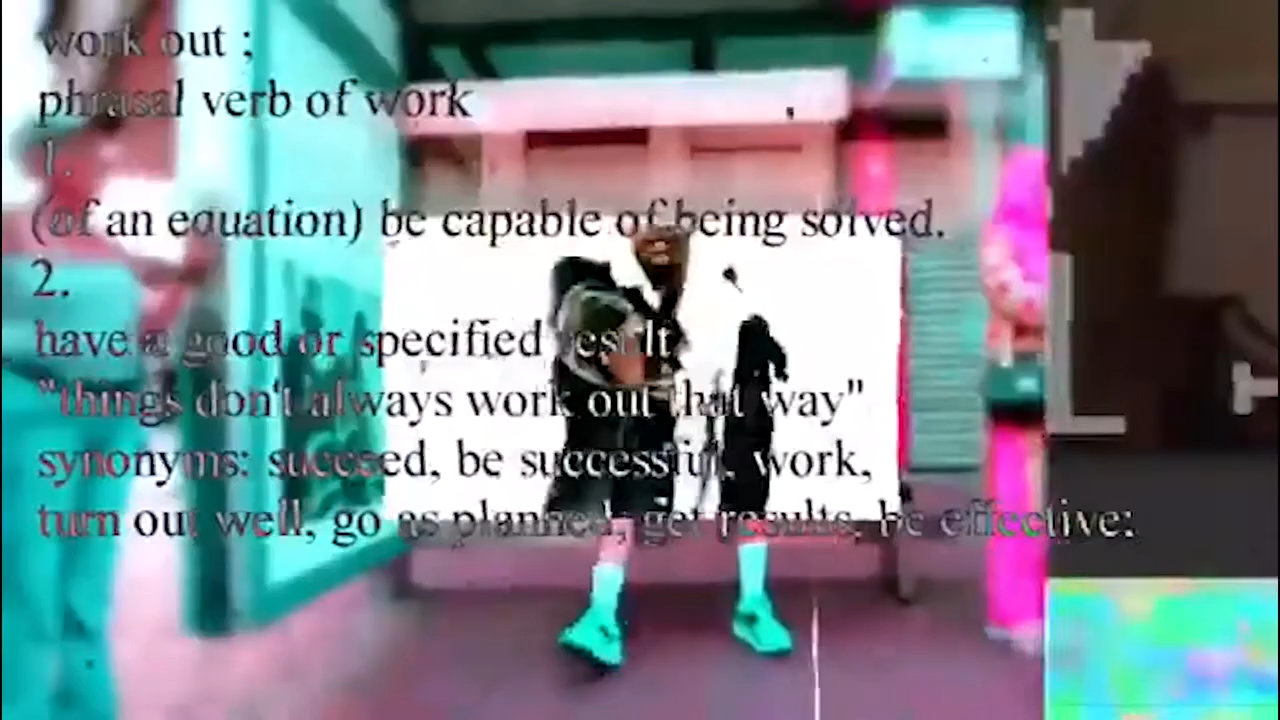 work out ;
phrasal verb of work
1.
(of an equation) be capable of being solved.
2.
have a good or specified result
"things don't always work out that way"
synonyms: succeed, be successful, work,
turn out well, go as planned, get results, be effective;